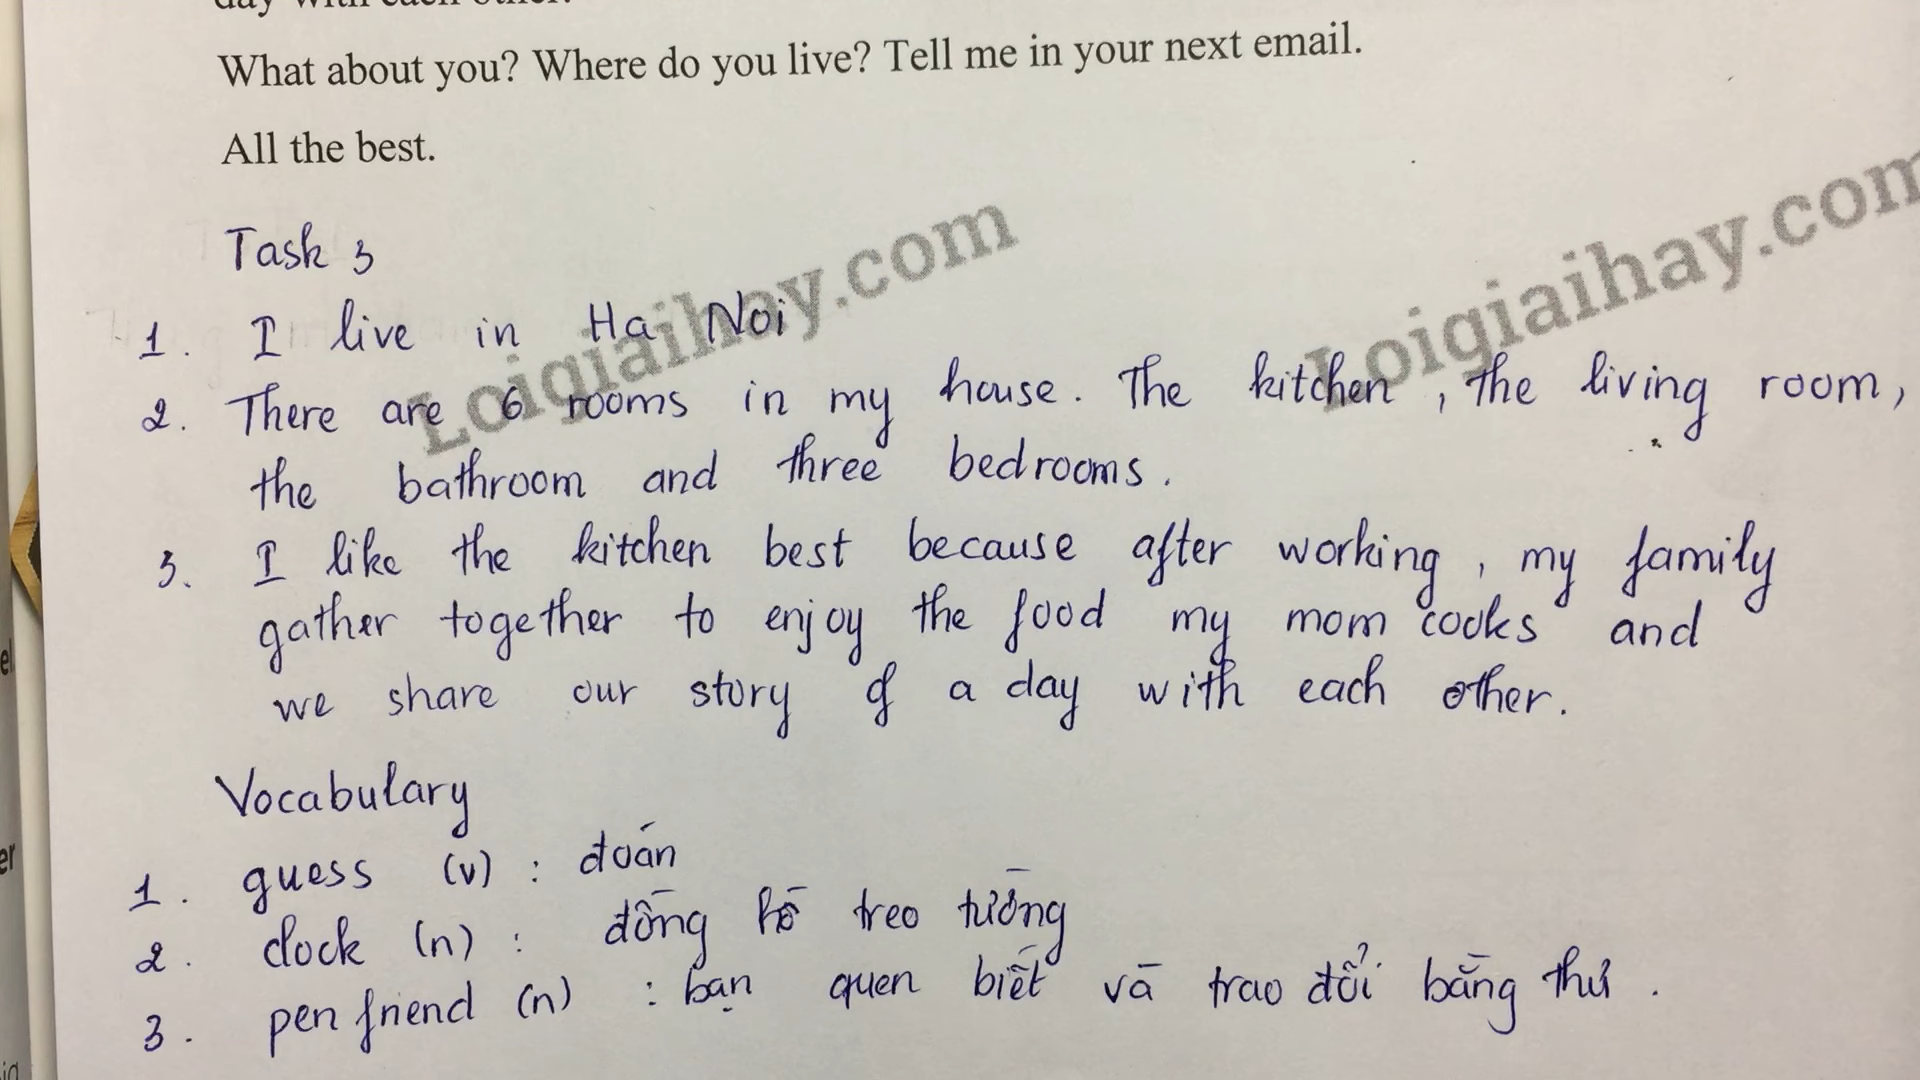 day with each other.
What about you? Where do you live? Tell me in your next email.
All the best.
Loigiaihay.com
Loigiaihay.com
Task 3
1. I live in Ha Noi
2. There are 6 rooms in my house. The kitchen, the living room,
the bathroom and three bedrooms.
3. I like the kitchen best because after working, my family
gather together to enjoy the food my mom cooks and
we share our story of a day with each other.
Vocabulary
1. guess (v) : đoán
2. clock (n) : đồng hồ treo tường
3. pen friend (n) : bạn quen biết và trao đổi bằng thư.